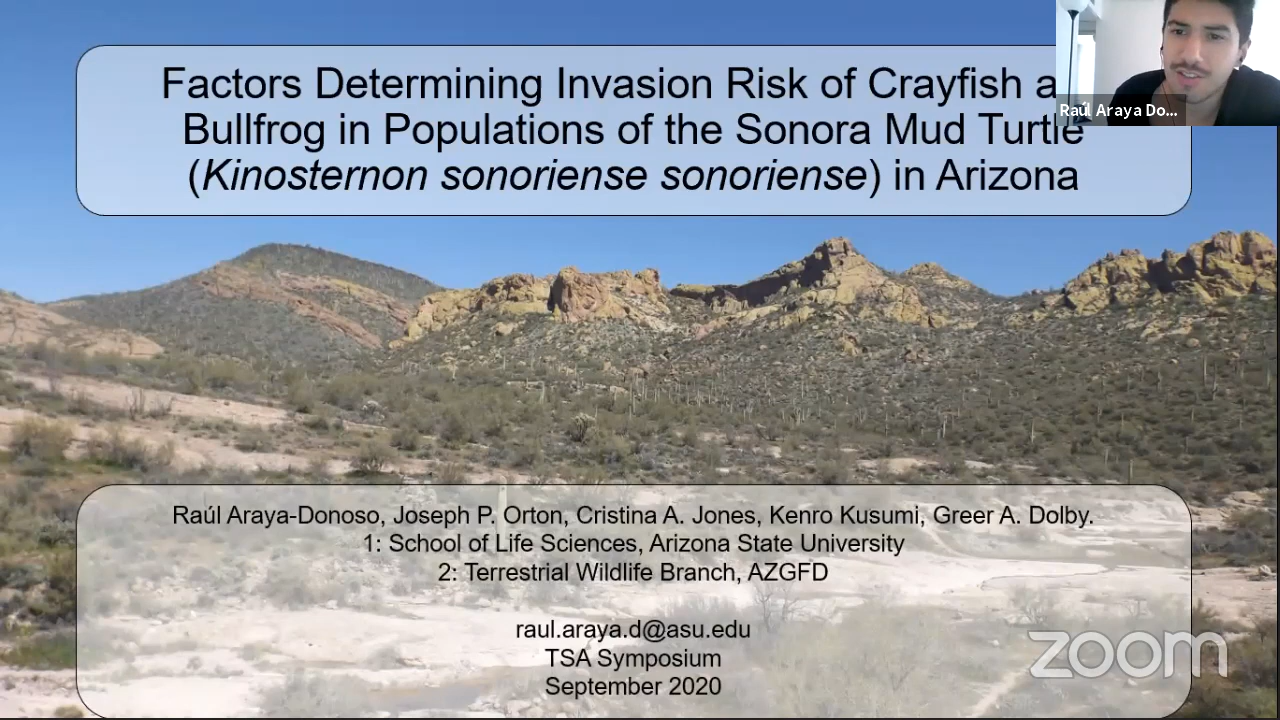 Factors Determining Invasion Risk of Crayfish a
Raúl Araya Do...
Bullfrog in Populations of the Sonora Mud Turtle
(Kinosternon sonoriense sonoriense) in Arizona
Raúl Araya-Donoso, Joseph P. Orton, Cristina A. Jones, Kenro Kusumi, Greer A. Dolby.
1: School of Life Sciences, Arizona State University
2: Terrestrial Wildlife Branch, AZGFD
raul.araya.d@asu.edu
TSA Symposium
September 2020
zoom